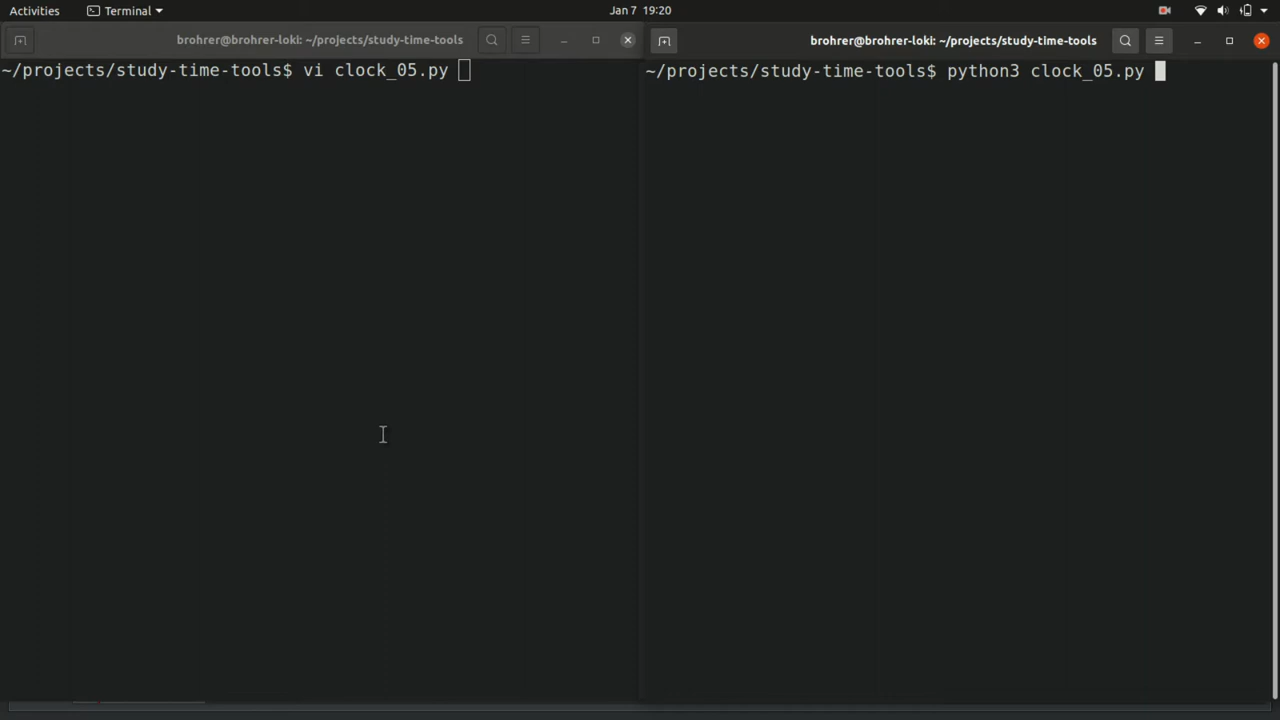 Activities Terminal Jan 7 19:20
brohrer@brohrer-loki: ~/projects/study-time-tools
~/projects/study-time-tools$ vi clock_05.py
brohrer@brohrer-loki: ~/projects/study-time-tools
~/projects/study-time-tools$ python3 clock_05.py